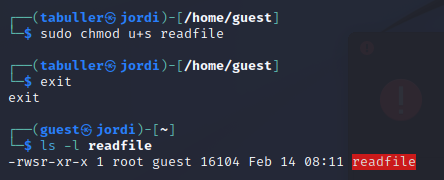 ┌──(tabuller㉿jordi)-[/home/guest]
└─$ sudo chmod u+s readfile
┌──(tabuller㉿jordi)-[/home/guest]
└─$ exit
exit
┌──(guest㉿jordi)-[~]
└─$ ls -l readfile
-rwsr-xr-x 1 root guest 16104 Feb 14 08:11 readfile